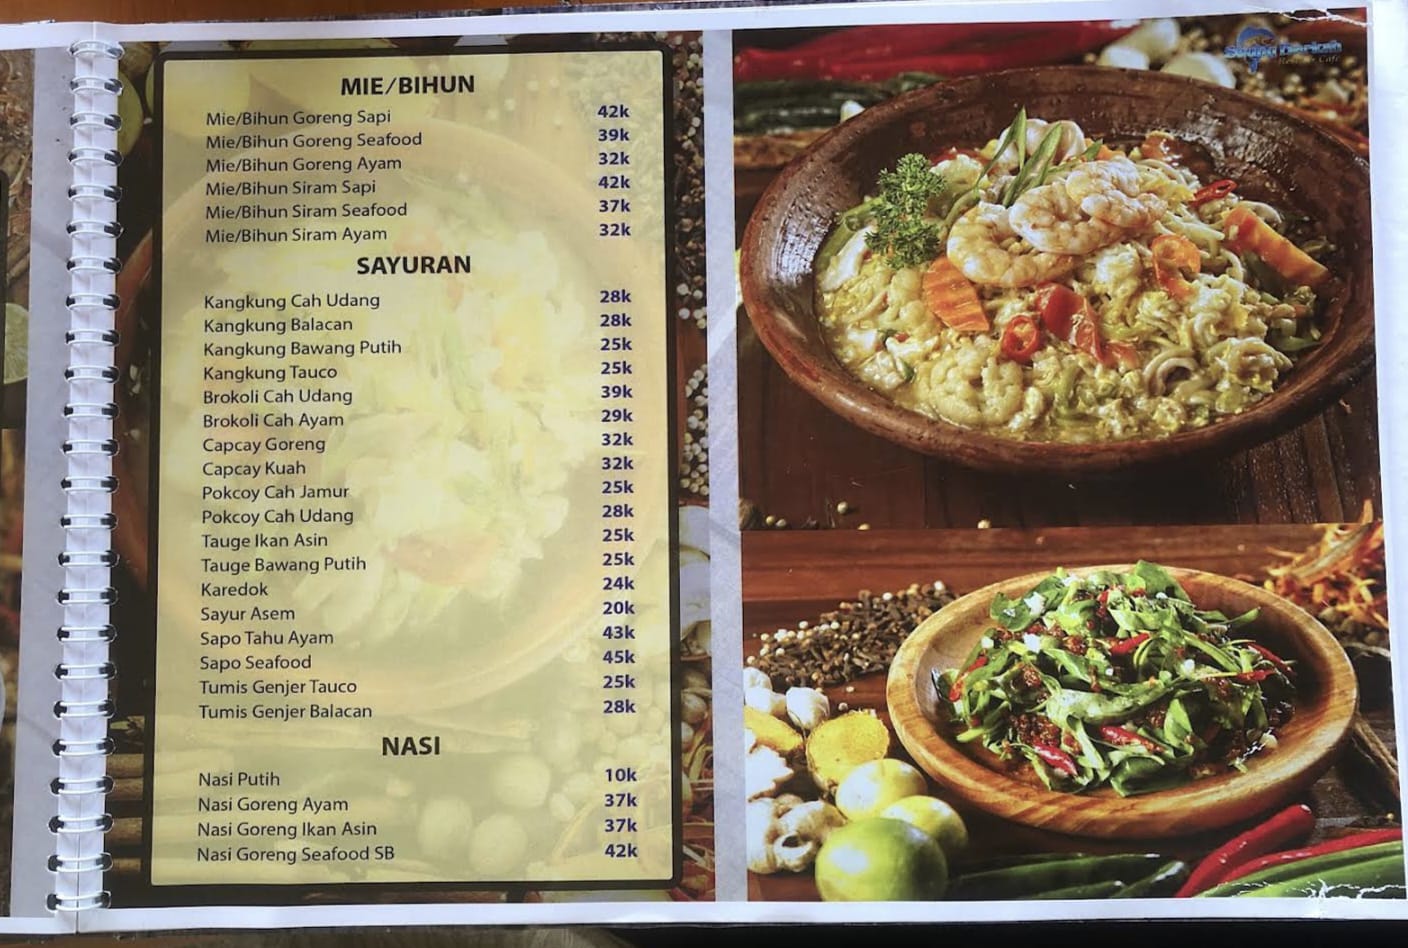 MIE/BIHUN
Mie/Bihun Goreng Sapi 42k
Mie/Bihun Goreng Seafood 39k
Mie/Bihun Goreng Ayam 32k
Mie/Bihun Siram Sapi 42k
Mie/Bihun Siram Seafood 37k
Mie/Bihun Siram Ayam 32k
SAYURAN
Kangkung Cah Udang 28k
Kangkung Balacan 28k
Kangkung Bawang Putih 25k
Kangkung Tauco 25k
Brokoli Cah Udang 39k
Brokoli Cah Ayam 29k
Capcay Goreng 32k
Capcay Kuah 32k
Pokcoy Cah Jamur 25k
Pokcoy Cah Udang 28k
Tauge Ikan Asin 25k
Tauge Bawang Putih 25k
Karedok 24k
Sayur Asem 20k
Sapo Tahu Ayam 43k
Sapo Seafood 45k
Tumis Genjer Tauco 25k
Tumis Genjer Balacan 28k
NASI
Nasi Putih 10k
Nasi Goreng Ayam 37k
Nasi Goreng Ikan Asin 37k
Nasi Goreng Seafood SB 42k